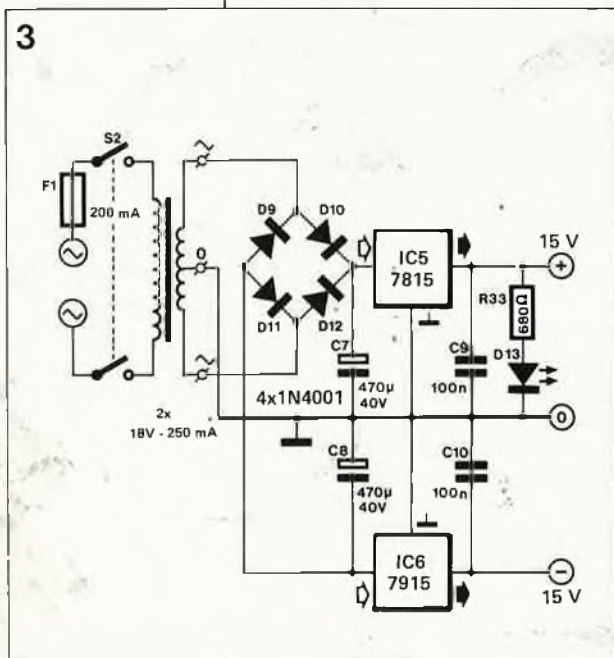 3
S2
F1
200 mA
~
0
~
2x
18V - 250 mA
D9
D10
D11
D12
4x1N4001
C7
470µ
40V
C8
470µ
40V
IC5
7815
IC6
7915
C9
100n
C10
100n
R33
680Ω
D13
15 V
+
0
−
15 V